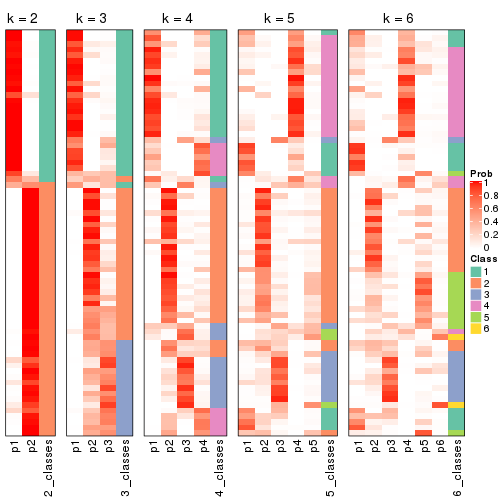 k = 2
k = 3
k = 4
k = 5
k = 6
p1
p2
2_classes
p1
p2
p3
3_classes
p1
p2
p3
p4
4_classes
p1
p2
p3
p4
p5
5_classes
p1
p2
p3
p4
p5
p6
6_classes
Prob
1
0.8
0.6
0.4
0.2
0
Class
1
2
3
4
5
6